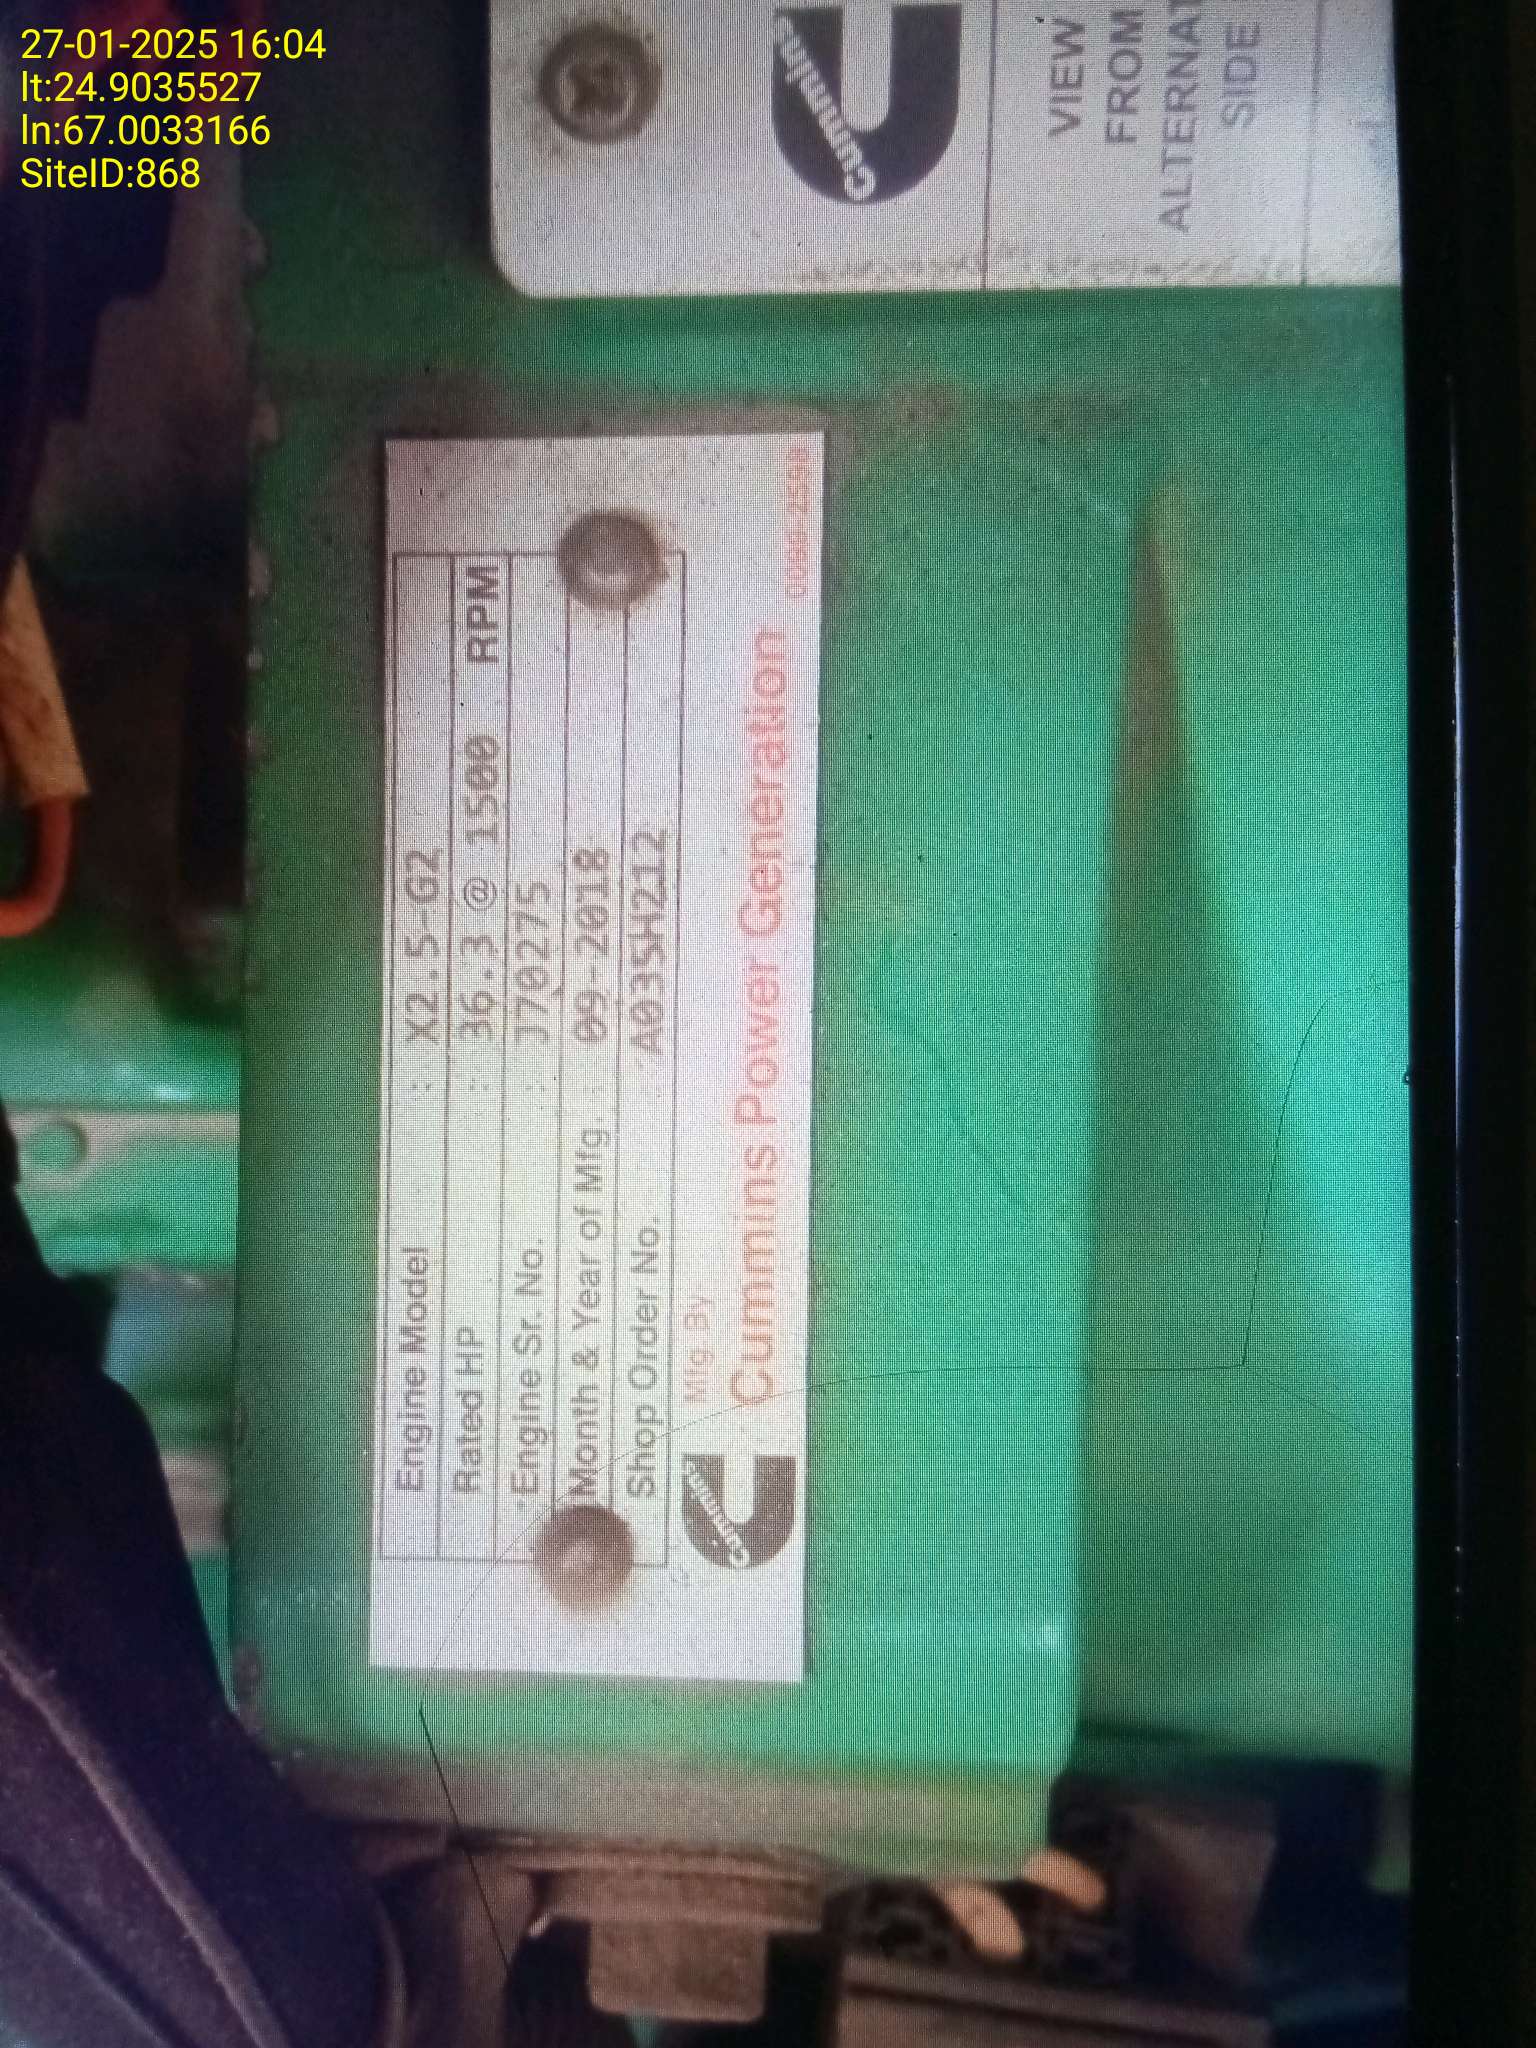 27-01-2025 16:04
lt:24.9035527
ln:67.0033166
SiteID:868
Cummins
VIEW
FROM
SIDE
Engine Model : X2.5-G2
Rated HP : 36.3 @ 1500 RPM
Engine Sr. No. : J70275
Month & Year of Mfg. : 09-2018
Shop Order No. : A035H212
Mfg. By
Cummins Power Generation
Cummins